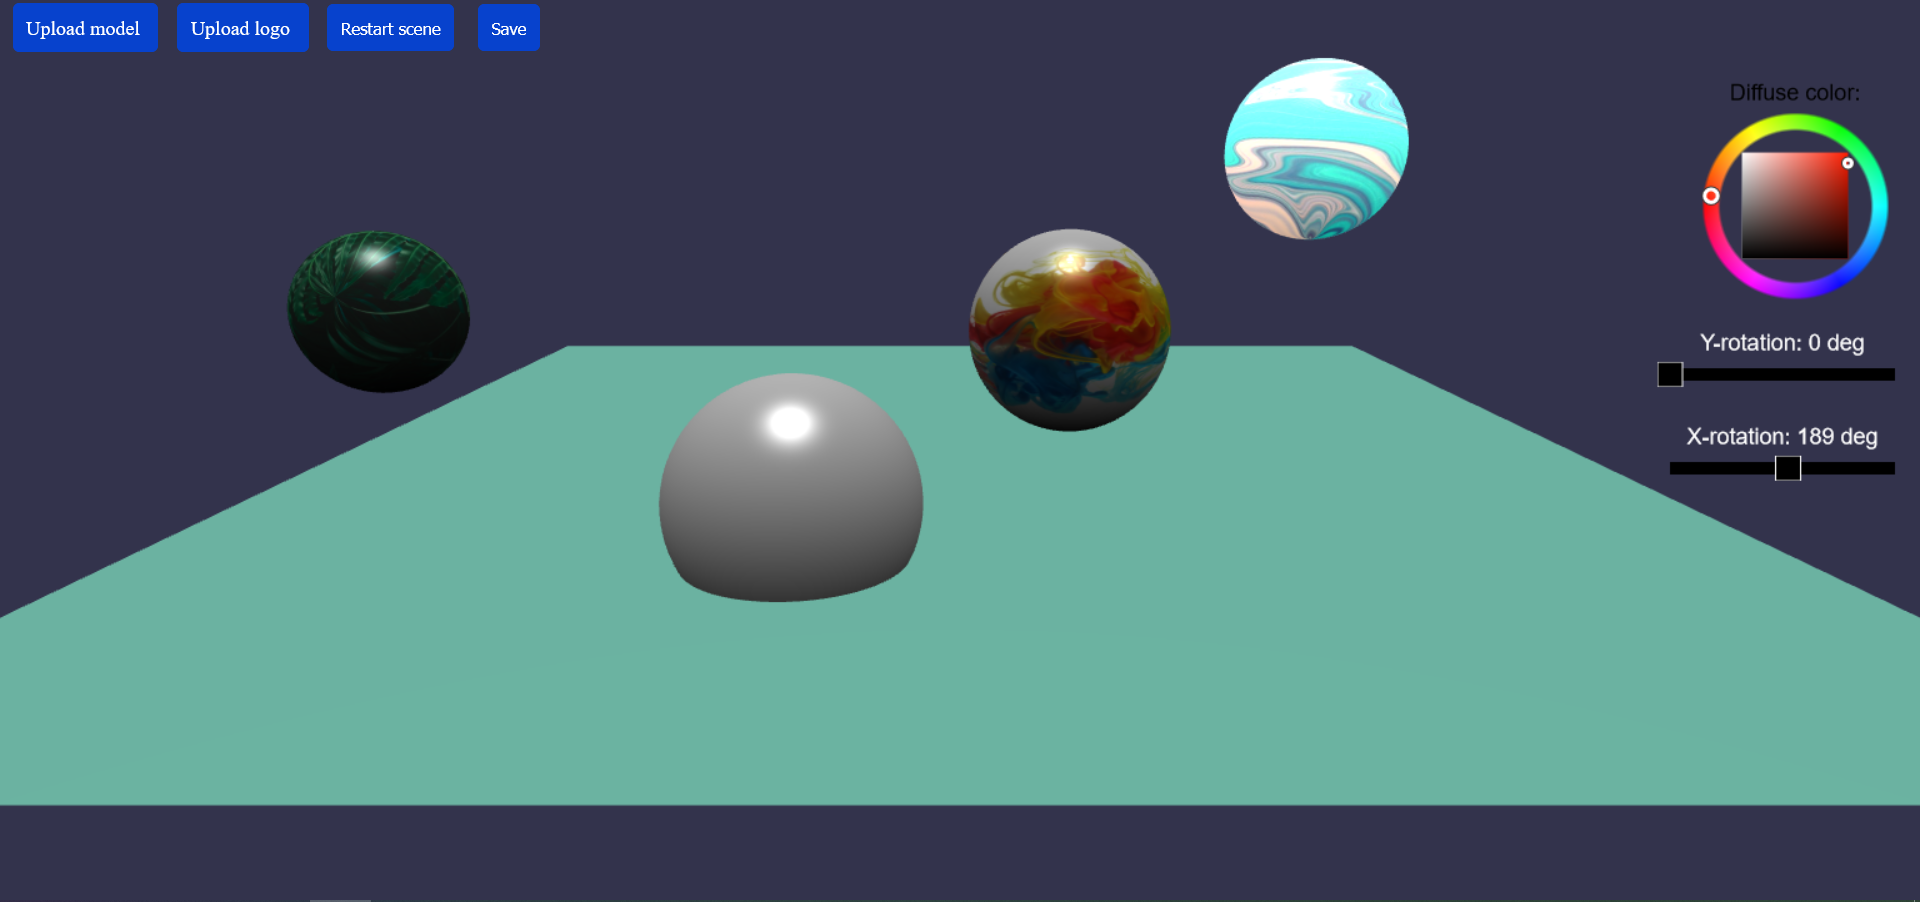 Upload model
Upload logo
Restart scene
Save
Diffuse color:
Y-rotation: 0 deg
X-rotation: 189 deg